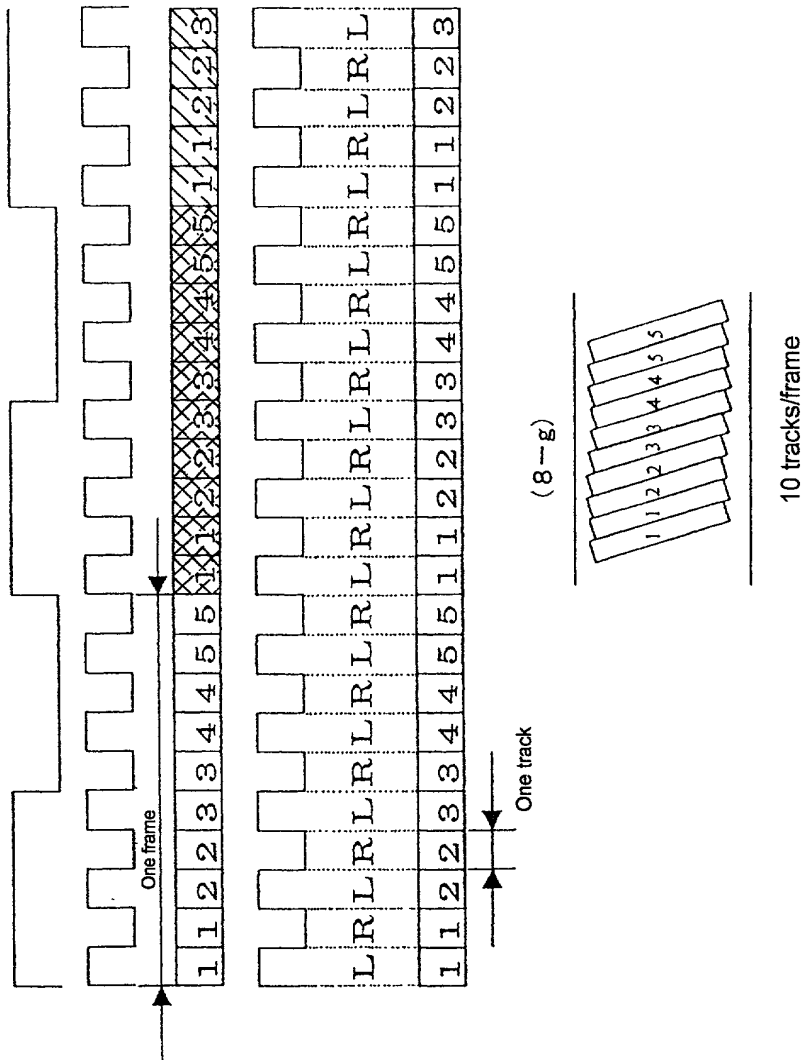 One frame
1 1 2 2 3 3 4 4 5 5 1 1 2 2 3 3 4 4 5 5 1 1 2 2 3
L R L R L R L R L R L R L R L R L R L R L R L R L
1 1 2 2 3 3 4 4 5 5 1 1 2 2 3 3 4 4 5 5 1 1 2 2 3
One track
(8－g)
1 1 2 2 3 3 4 4 5 5
10 tracks/frame